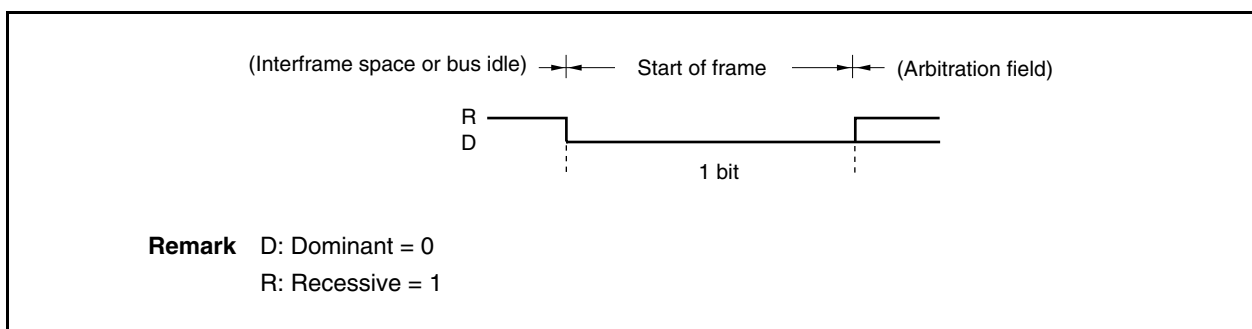 (Interframe space or bus idle) Start of frame (Arbitration field)
R
D
1 bit
Remark D: Dominant = 0
R: Recessive = 1